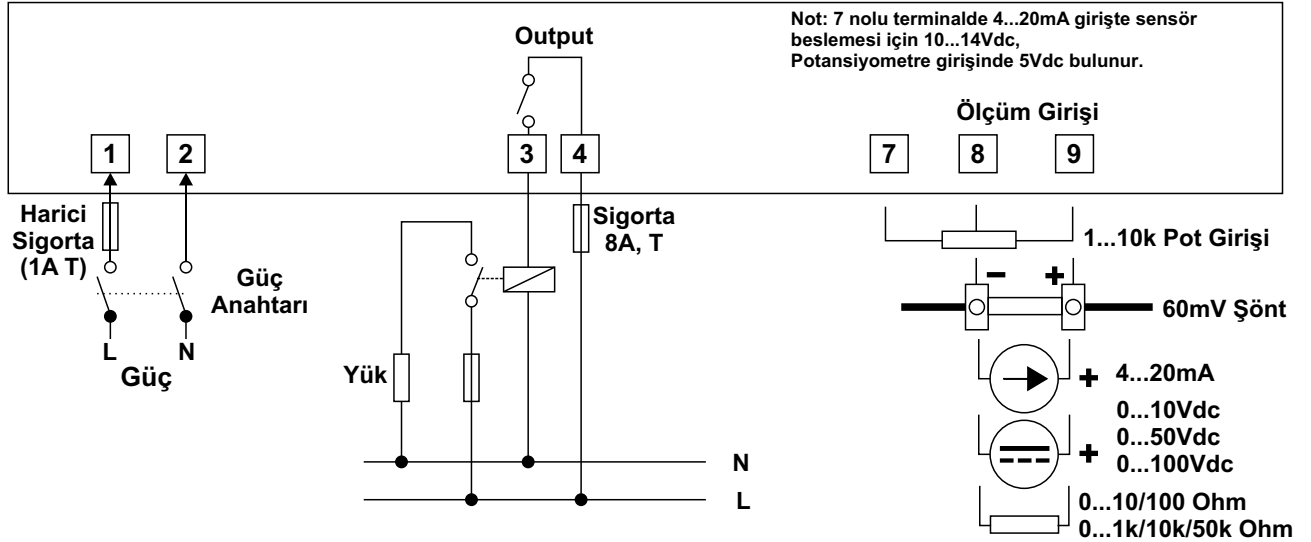 Not: 7 nolu terminalde 4...20mA girişte sensör
beslemesi için 10...14Vdc,
Potansiyometre girişinde 5Vdc bulunur.
Output
Ölçüm Girişi
1
2
3
4
7
8
9
Harici
Sigorta
(1A T)
Güç
Anahtarı
L
N
Güç
Sigorta
8A, T
Yük
N
L
1...10k Pot Girişi
- +
60mV Şönt
+ 4...20mA
0...10Vdc
0...50Vdc
+
0...100Vdc
0...10/100 Ohm
0...1k/10k/50k Ohm